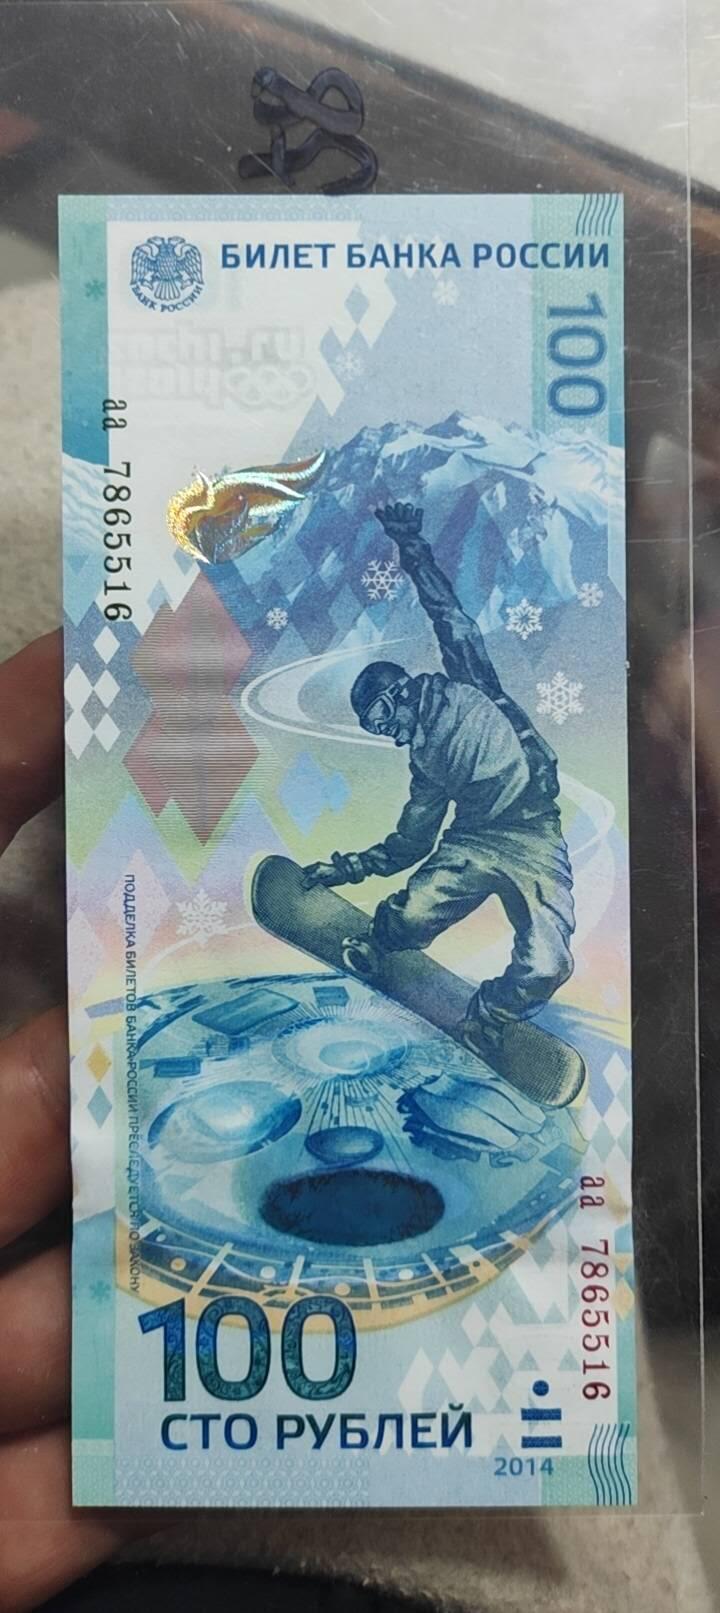 БИЛЕТ БАНКА РОССИИ
БАНК РОССИИ
100
sochi.ru
2014
аа 7865516
ПОДДЕЛКА БИЛЕТОВ БАНКА РОССИИ ПРЕСЛЕДУЕТСЯ ПО ЗАКОНУ
аа 7865516
100
СТО РУБЛЕЙ
2014